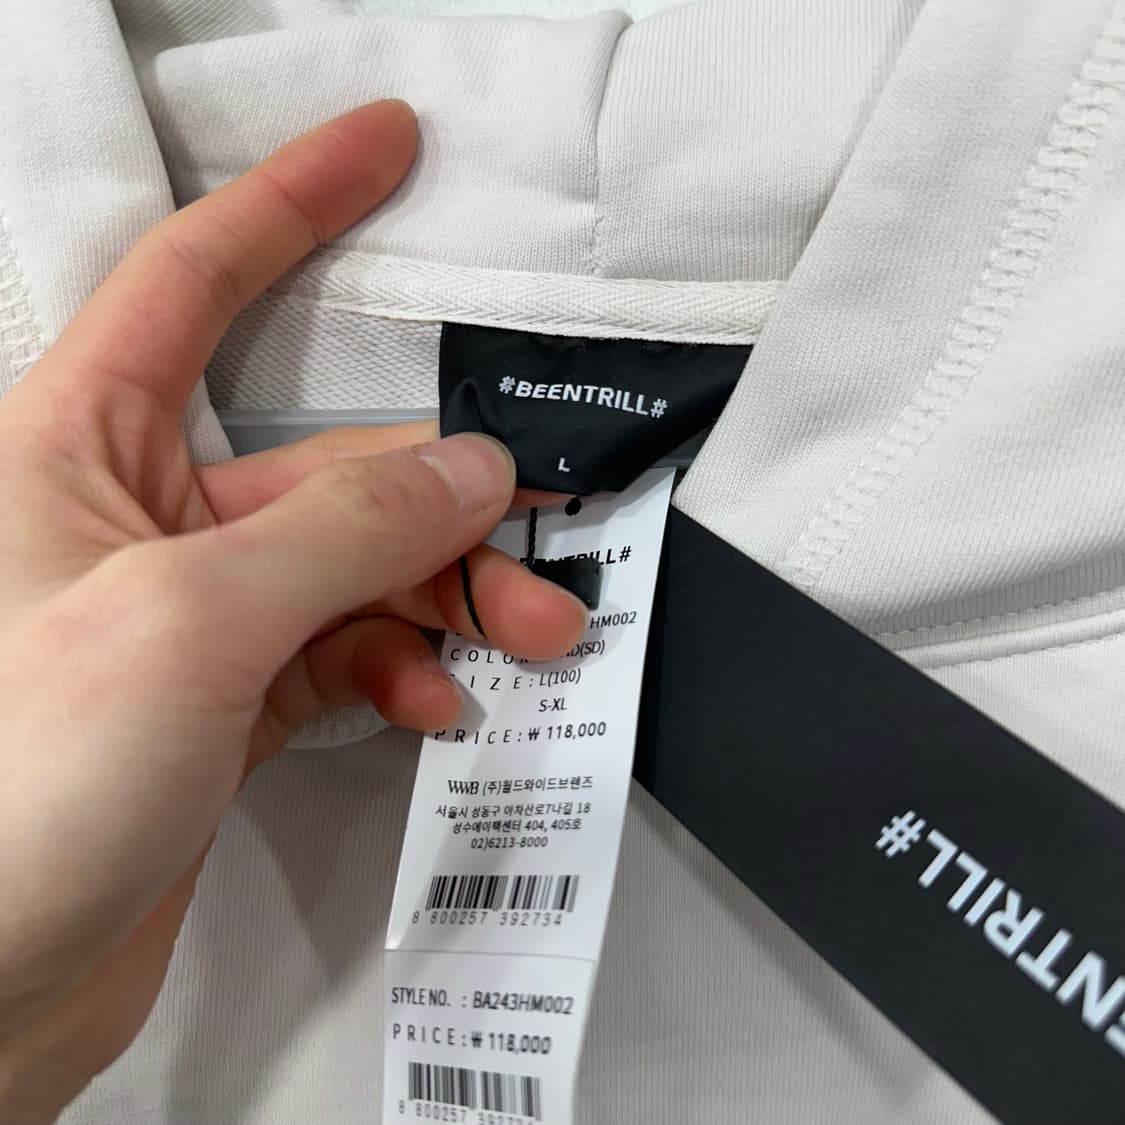 #BEENTRILL#
L
HM002
COLOR
(SD)
SIZE:L(100)
S-XL
PRICE:₩118,000
WWB (주)월드와이드브랜즈
서울시 성동구 아차산로7나길 18
성수에이팩센터 404, 405호
02)6213-8000
8 800257 392734
STYLE NO. : BA243HM002
PRICE:₩118,000
8 800257
ENTRILL#